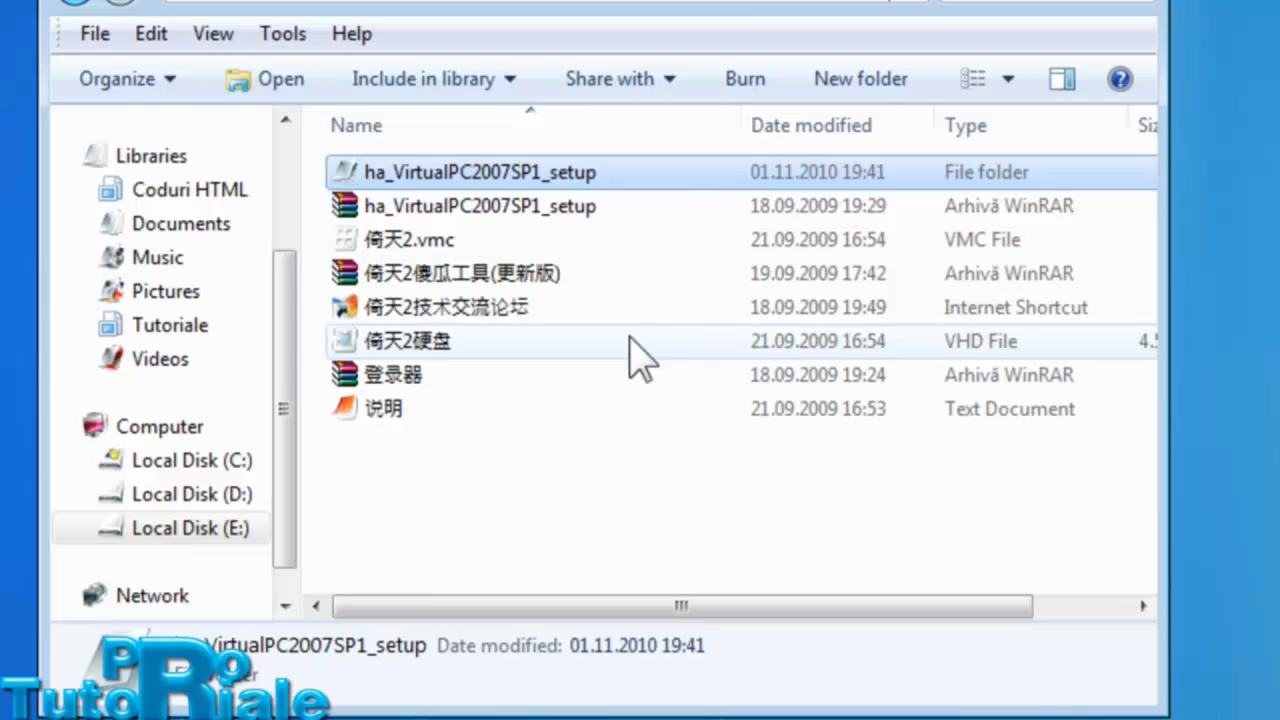 File Edit View Tools Help
Organize Open Include in library Share with Burn New folder
Name Date modified Type Siz
Libraries
Coduri HTML
Documents
Music
Pictures
Tutoriale
Videos
Computer
Local Disk (C:)
Local Disk (D:)
Local Disk (E:)
Network
ha_VirtualPC2007SP1_setup 01.11.2010 19:41 File folder
ha_VirtualPC2007SP1_setup 18.09.2009 19:29 Arhivă WinRAR
倚天2.vmc 21.09.2009 16:54 VMC File
倚天2傻瓜工具(更新版) 19.09.2009 17:42 Arhivă WinRAR
倚天2技术交流论坛 18.09.2009 19:49 Internet Shortcut
倚天2硬盘 21.09.2009 16:54 VHD File 4.5
登录器 18.09.2009 19:24 Arhivă WinRAR
说明 21.09.2009 16:53 Text Document
VirtualPC2007SP1_setup Date modified: 01.11.2010 19:41
PRo
TutoRiale